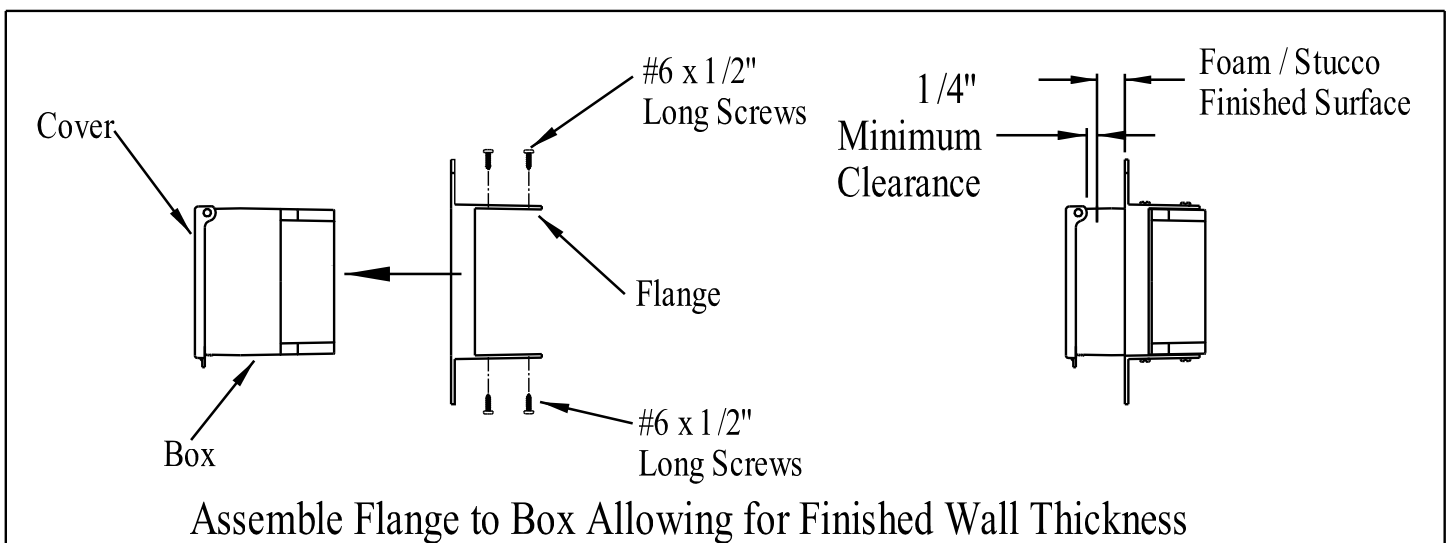 #6 x 1/2"
Long Screws
Cover
Flange
Box
#6 x 1/2"
Long Screws
1/4"
Minimum
Clearance
Foam / Stucco
Finished Surface
Assemble Flange to Box Allowing for Finished Wall Thickness